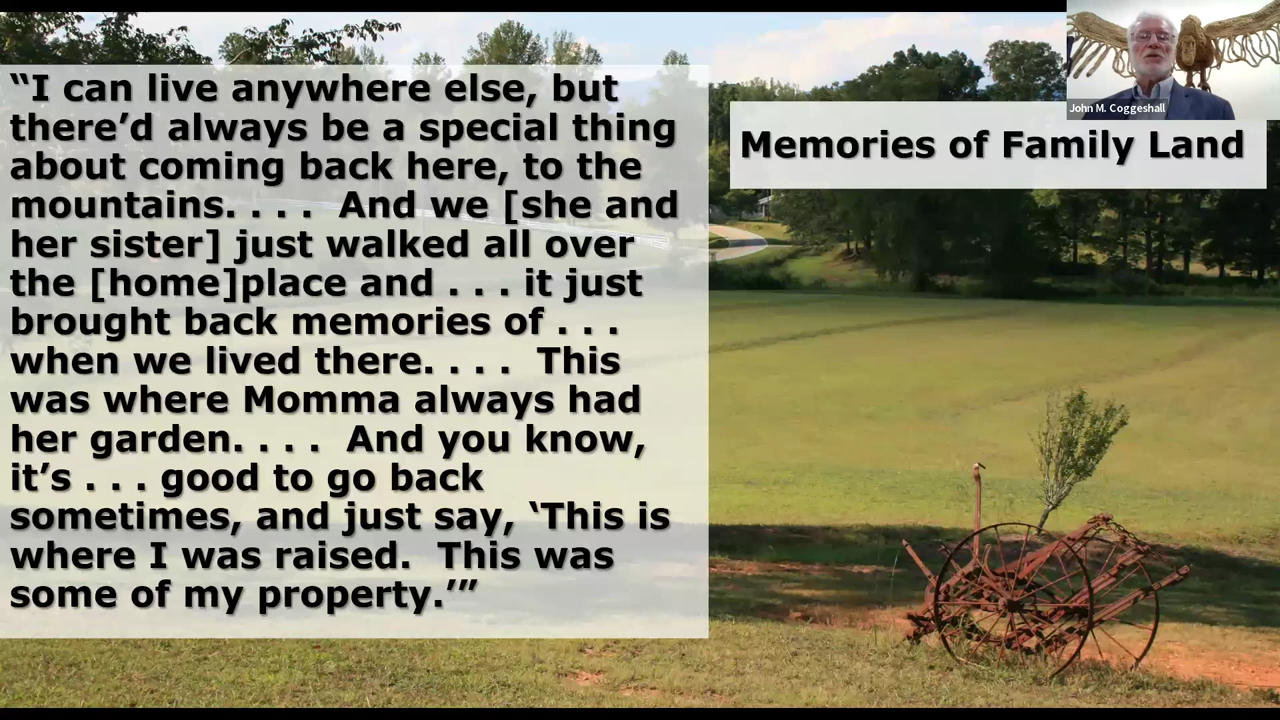 “I can live anywhere else, but
there’d always be a special thing
about coming back here, to the
mountains. . . .  And we [she and
her sister] just walked all over
the [home]place and . . . it just
brought back memories of . . .
when we lived there. . . .  This
was where Momma always had
her garden. . . .  And you know,
it’s . . . good to go back
sometimes, and just say, ‘This is
where I was raised.  This was
some of my property.’”
Memories of Family Land
John M. Coggeshall